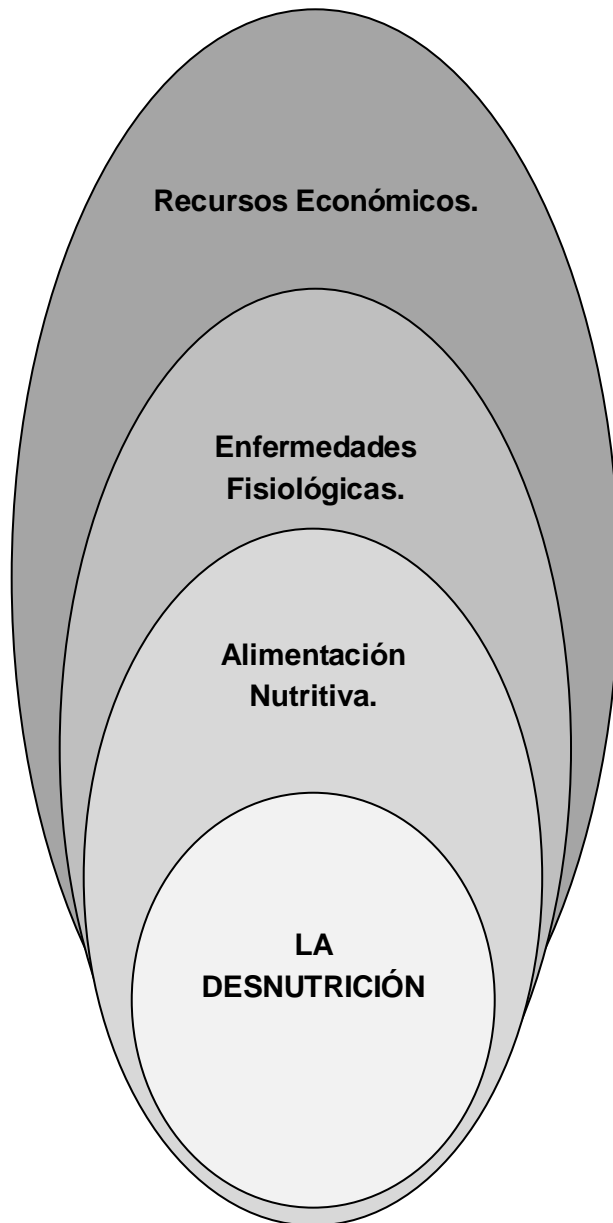 Recursos Económicos.
Enfermedades
Fisiológicas.
Alimentación
Nutritiva.
LA
DESNUTRICIÓN